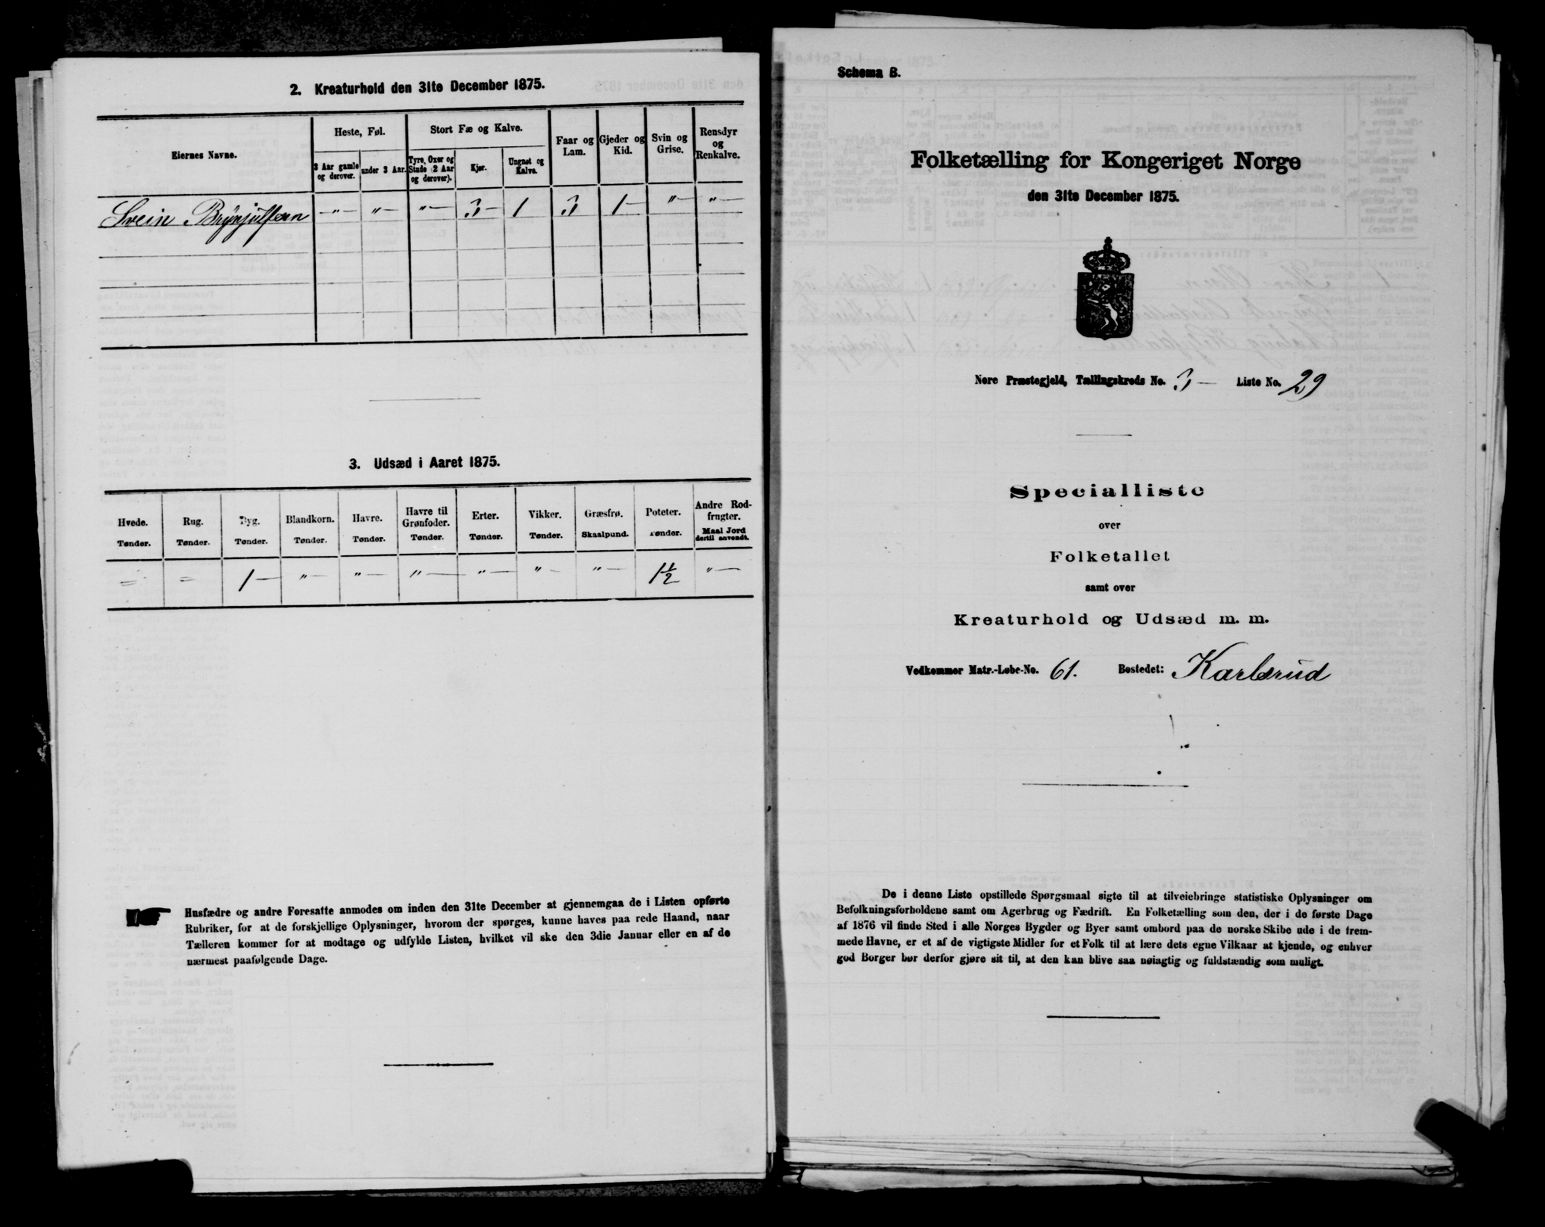 2. Kreaturhold den 31te December 1875.
Eiernes Navne.
Heste, Føl.
Stort Fæ og Kalve.
Faar og Lam.
Gjeder og Kid.
Svin og Grise.
Rensdyr og Renkalve.
3 Aar gamle og derover.
under 3 Aar.
Tyre, Oxer og Stude (2 Aar og derover).
Kjør.
Ungnøt og Kalve.
Svein Brynjulfsen " — " — " — 3 — 1 3 1 — " — " —
3. Udsæd i Aaret 1875.
Hvede. Rug. Byg. Blandkorn. Havre. Havre til Grønfoder. Erter. Vikker. Græsfrø. Poteter. Andre Rodfrugter.
Tønder. Tønder. Tønder. Tønder. Tønder. Tønder. Tønder. Tønder. Skaalpund. Tønder. Maal Jord dertil anvendt.
" — " — 1 — " — " — " — " — " — " — 1½ " —
Husfædre og andre Foresatte anmodes om inden den 31te December at gjennemgaa de i Listen opførte
Rubriker, for at de forskjellige Oplysninger, hvorom der spørges, kunne haves paa rede Haand, naar
Tælleren kommer for at modtage og udfylde Listen, hvilket vil ske den 3die Januar eller en af de
nærmest paafølgende Dage.
Schema B.
Folketælling for Kongeriget Norge
den 31te December 1875.
Nore Præstegjeld, Tællingskreds No. 3 — Liste No. 29
Specialliste
over
Folketallet
samt over
Kreaturhold og Udsæd m. m.
Vedkommer Matr.-Løbe-No. 61. Bostedet: Karlsrud
De i denne Liste opstillede Spørgsmaal sigte til at tilveiebringe statistiske Oplysninger om
Befolkningsforholdene samt om Agerbrug og Fædrift. En Folketælling som den, der i de første Dage
af 1876 vil finde Sted i alle Norges Bygder og Byer samt ombord paa de norske Skibe ude i de frem-
mede Havne, er et af de vigtigste Midler for et Folk til at lære dets egne Vilkaar at kjende, og enhver
god Borger bør derfor gjøre sit til, at den kan blive saa nøiagtig og fuldstændig som muligt.